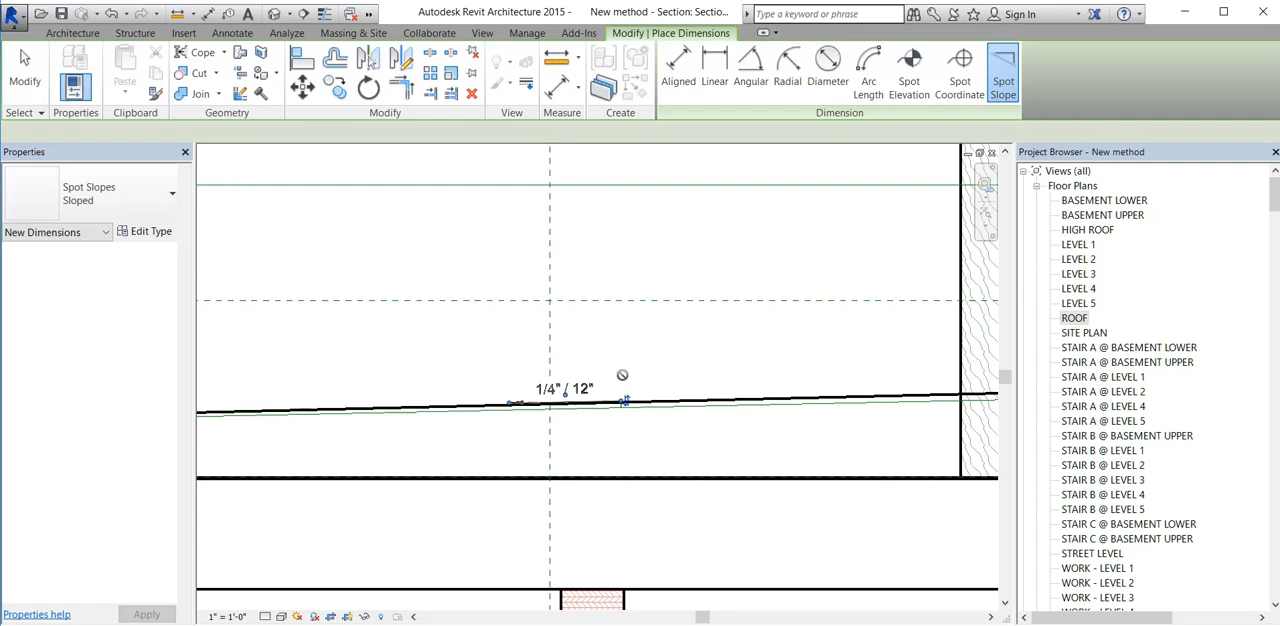 Autodesk Revit Architecture 2015 - New method - Section: Sectio... Type a keyword or phrase Sign In
Architecture Structure Insert Annotate Analyze Massing & Site Collaborate View Manage Add-Ins Modify | Place Dimensions
Modify Paste Cope Cut Join Aligned Linear Angular Radial Diameter Arc Length Spot Elevation Spot Coordinate Spot Slope
Select Properties Clipboard Geometry Modify View Measure Create Dimension
Properties
Spot Slopes
Sloped
New Dimensions Edit Type
Properties help Apply
1/4" / 12"
1" = 1'-0"
Project Browser - New method
Views (all)
Floor Plans
BASEMENT LOWER
BASEMENT UPPER
HIGH ROOF
LEVEL 1
LEVEL 2
LEVEL 3
LEVEL 4
LEVEL 5
ROOF
SITE PLAN
STAIR A @ BASEMENT LOWER
STAIR A @ BASEMENT UPPER
STAIR A @ LEVEL 1
STAIR A @ LEVEL 2
STAIR A @ LEVEL 3
STAIR A @ LEVEL 4
STAIR A @ LEVEL 5
STAIR B @ BASEMENT UPPER
STAIR B @ LEVEL 1
STAIR B @ LEVEL 2
STAIR B @ LEVEL 3
STAIR B @ LEVEL 4
STAIR B @ LEVEL 5
STAIR C @ BASEMENT LOWER
STAIR C @ BASEMENT UPPER
STREET LEVEL
WORK - LEVEL 1
WORK - LEVEL 2
WORK - LEVEL 3